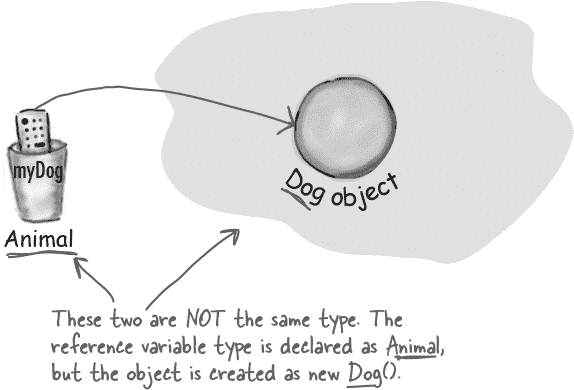 myDog
Animal
Dog object
These two are NOT the same type. The
reference variable type is declared as Animal,
but the object is created as new Dog().